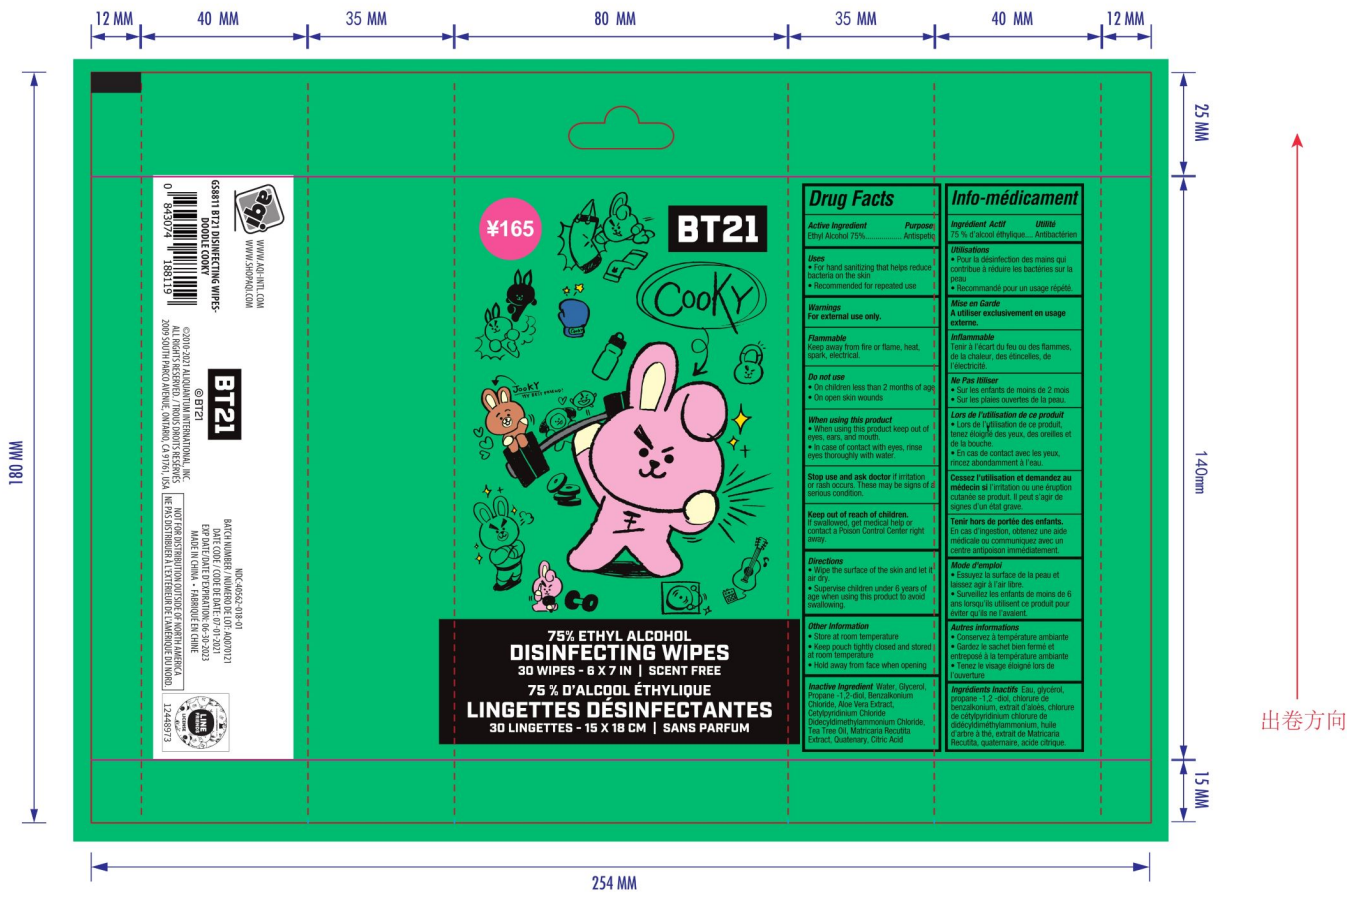 12 MM
40 MM
35 MM
80 MM
35 MM
40 MM
12 MM
180 MM
25 MM
140mm
15 MM
254 MM
出卷方向
aqi
WWW.AQI-INTL.COM
WWW.SHOPAQI.COM
GS8811 BT21 DISINFECTING WIPES-
DOODLE COOKY
0 843074 188119
BT21
©BT21
©2010-2021 ALIQUANTUM INTERNATIONAL, INC.
ALL RIGHTS RESERVED. / TROUS DROITS RESÉRVÉS
2009 SOUTH PARCO AVENUE, ONTARIO, CA 91761, USA
NDC-40562-0118-01
BATCH NUMBER / NUMÉRO DE LOT: AQ070121
DATE CODE / CODE DE DATE: 07-01-2021
EXP DATE/DATE D'EXPIRATION: 06-30-2023
MADE IN CHINA • FABRIQUÉ EN CHINE
NOT FOR DISTRIBUTION OUTSIDE OF NORTH AMERICA
NE PAS DISTRIBUER À L'EXTÉRIEUR DE L'AMÉRIQUE DU NORD.
LINE
FRIENDS
12448973
¥165
BT21
COOKY
JOOKY
MY BEST FRIEND!
王
75% ETHYL ALCOHOL
DISINFECTING WIPES
30 WIPES - 6 X 7 IN | SCENT FREE
75 % D'ALCOOL ÉTHYLIQUE
LINGETTES DÉSINFECTANTES
30 LINGETTES - 15 X 18 CM | SANS PARFUM
Drug Facts
Active Ingredient Purpose
Ethyl Alcohol 75%.................. Antispetic
Uses
• For hand sanitizing that helps reduce
bacteria on the skin
• Recommended for repeated use
Warnings
For external use only.
Flammable
Keep away from fire or flame, heat,
spark, electrical.
Do not use
• On children less than 2 months of age
• On open skin wounds
When using this product
• When using this product keep out of
eyes, ears, and mouth.
• In case of contact with eyes, rinse
eyes thoroughly with water.
Stop use and ask doctor if irritation
or rash occurs. These may be signs of a
serious condition.
Keep out of reach of children.
If swallowed, get medical help or
contact a Poison Control Center right
away.
Directions
• Wipe the surface of the skin and let it
air dry.
• Supervise children under 6 years of
age when using this product to avoid
swallowing.
Other Information
• Store at room temperature
• Keep pouch tightly closed and stored
at room temperature
• Hold away from face when opening
Inactive Ingredient Water, Glycerol,
Propane -1,2-diol, Benzalkonium
Chloride, Aloe Vera Extract,
Cetylpyridinium Chloride
Didecyldimethylammonium Chloride,
Tea Tree Oil, Matricaria Recutita
Extract, Quatenary, Citric Acid
Info-médicament
Ingrédient Actif Utilité
75 % d'alcool éthylique.... Antibactérien
Utilisations
• Pour la désinfection des mains qui
contribue à réduire les bactéries sur la
peau
• Recommandé pour un usage répété.
Mise en Garde
A utiliser exclusivement en usage
externe.
Inflammable
Tenir à l'écart du feu ou des flammes,
de la chaleur, des étincelles, de
l'électricité.
Ne Pas Itiliser
• Sur les enfants de moins de 2 mois
• Sur les plaies ouvertes de la peau.
Lors de l'utilisation de ce produit
• Lors de l'utilisation de ce produit,
tenez éloigné des yeux, des oreilles et
de la bouche.
• En cas de contact avec les yeux,
rincez abondamment à l'eau.
Cessez l'utilisation et demandez au
médecin si l'irritation ou une éruption
cutanée se produit. Il peut s'agir de
signes d'un état grave.
Tenir hors de portée des enfants.
En cas d'ingestion, obtenez une aide
médicale ou communiquez avec un
centre antipoison immédiatement.
Mode d'emploi
• Essuyez la surface de la peau et
laissez agir à l'air libre.
• Surveillez les enfants de moins de 6
ans lorsqu'ils utilisent ce produit pour
éviter qu'ils ne l'avalent.
Autres informations
• Conservez à température ambiante
• Gardez le sachet bien fermé et
entreposé à la température ambiante
• Tenez le visage éloigné lors de
l'ouverture
Ingrédients Inactifs Eau, glycérol,
propane -1,2 -diol, chlorure de
benzalkonium, extrait d'aloès, chlorure
de cetylpyridinium chlorure de
didécyldiméthylammonium, huile
d'arbre à thé, extrait de Matricaria
Recutita, quaternaire, acide citrique.